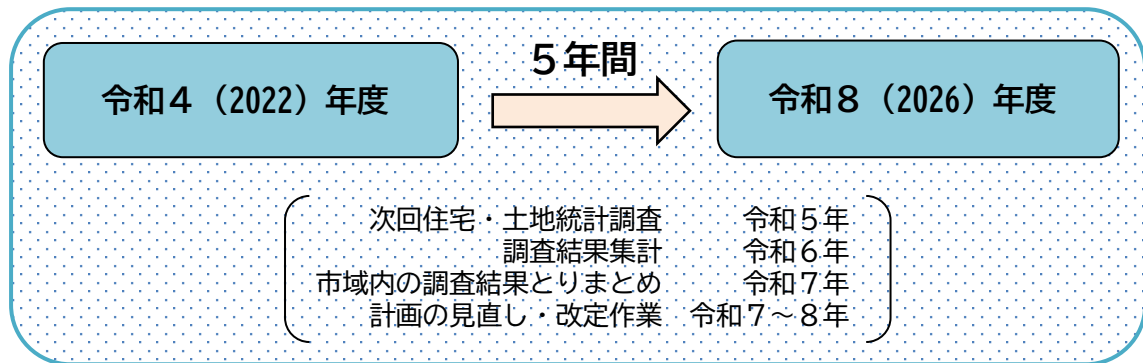 5年間
令和4（2022）年度
令和8（2026）年度
次回住宅・土地統計調査　令和5年
調査結果集計　令和6年
市域内の調査結果とりまとめ　令和7年
計画の見直し・改定作業　令和7～8年